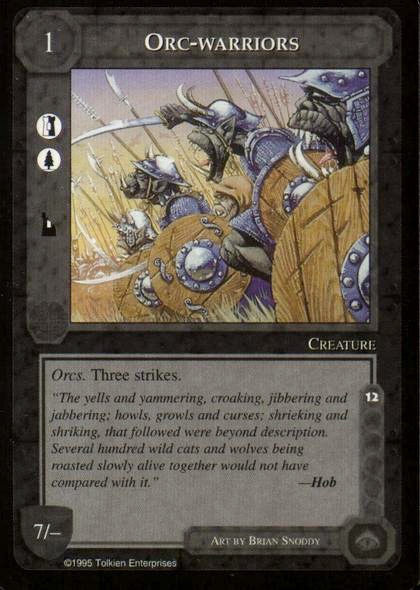 1
ORC-WARRIORS
CREATURE
Orcs. Three strikes.
"The yells and yammering, croaking, jibbering and
jabbering; howls, growls and curses; shrieking and
shriking, that followed were beyond description.
Several hundred wild cats and wolves being
roasted slowly alive together would not have
compared with it." —Hob
12
7/–
ART BY BRIAN SNODDY
©1995 Tolkien Enterprises